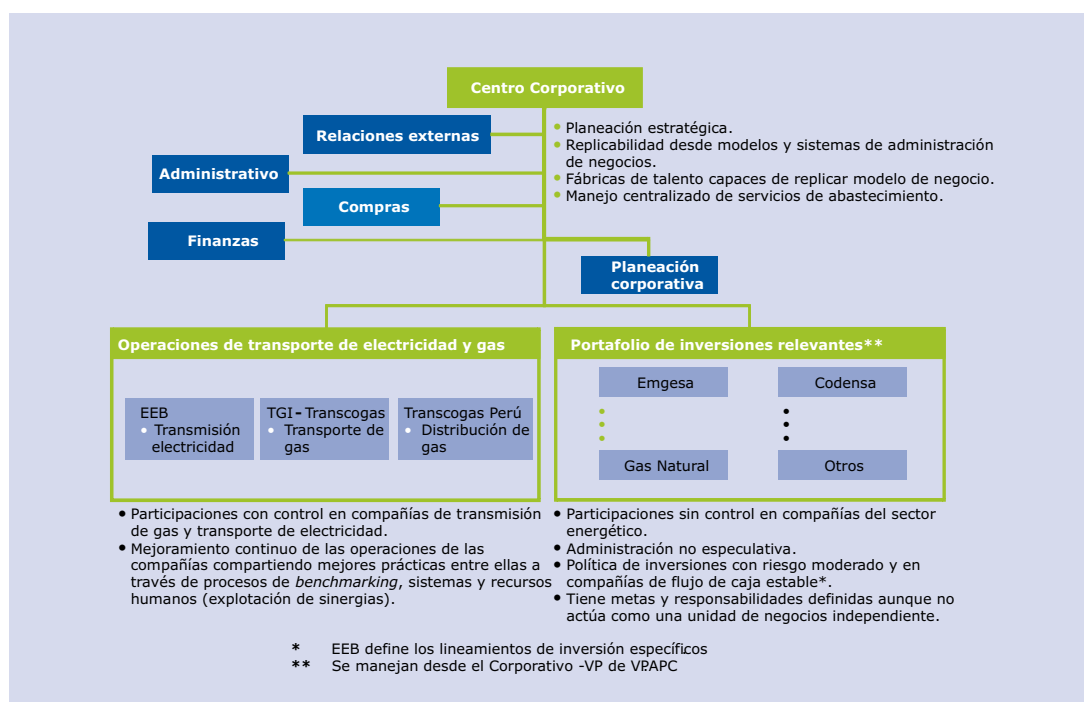 Centro Corporativo
Relaciones externas
Administrativo
Compras
Finanzas
• Planeación estratégica.
• Replicabilidad desde modelos y sistemas de administración
de negocios.
• Fábricas de talento capaces de replicar modelo de negocio.
• Manejo centralizado de servicios de abastecimiento.
Planeación
corporativa
Operaciones de transporte de electricidad y gas
EEB
• Transmisión
electricidad
TGI-Transcogas
• Transporte de
gas
Transcogas Perú
• Distribución de
gas
• Participaciones con control en compañías de transmisión
de gas y transporte de electricidad.
• Mejoramiento continuo de las operaciones de las
compañías compartiendo mejores prácticas entre ellas a
través de procesos de benchmarking, sistemas y recursos
humanos (explotación de sinergias).
Portafolio de inversiones relevantes**
Emgesa
Codensa
Gas Natural
Otros
• Participaciones sin control en compañías del sector
energético.
• Administración no especulativa.
• Política de inversiones con riesgo moderado y en
compañías de flujo de caja estable*.
• Tiene metas y responsabilidades definidas aunque no
actúa como una unidad de negocios independiente.
* EEB define los lineamientos de inversión específicos
** Se manejan desde el Corporativo -VP de VPAPC